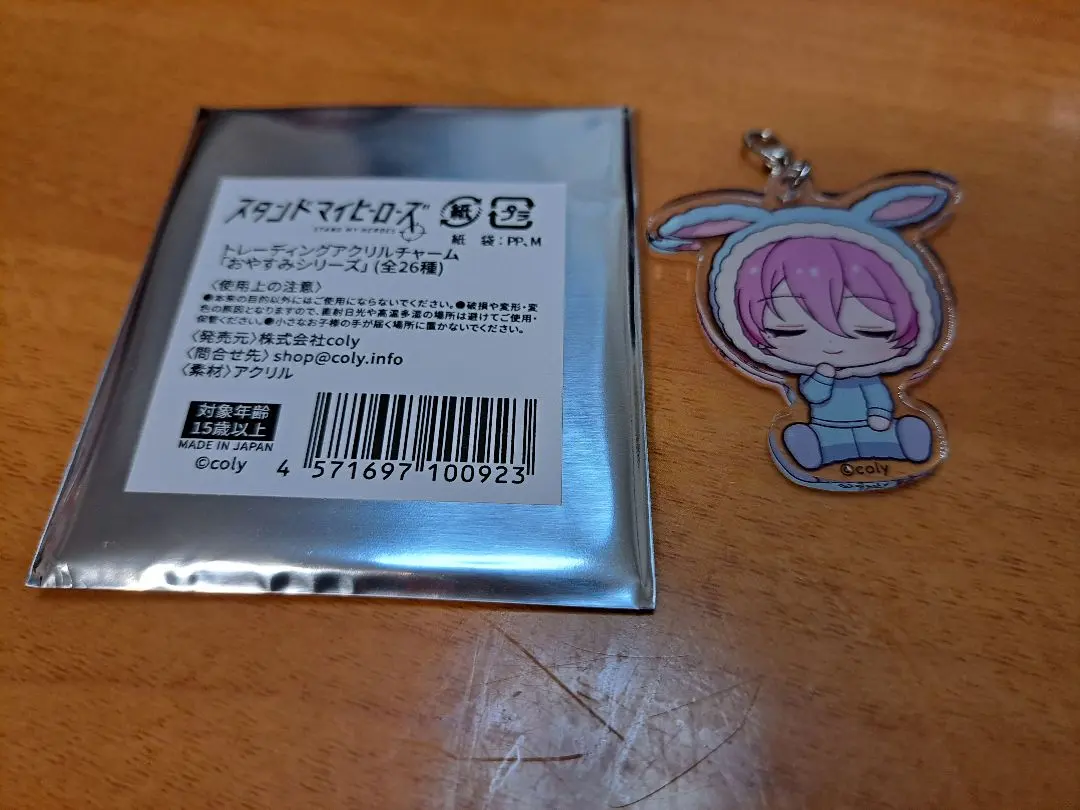 スタンドマイヒーローズ
STAND MY HEROES
紙 プラ
紙 袋:PP、M
トレーディングアクリルチャーム
「おやすみシリーズ」(全26種)
〈使用上の注意〉
●本来の目的以外にはご使用にならないでください。●破損や変形・変
色の原因となりますので、直射日光や高温多湿の場所は避けてご使用・
保管ください。●小さなお子様の手が届く場所に置かないでください。
〈発売元〉株式会社coly
〈問合せ先〉shop@coly.info
〈素材〉アクリル
対象年齢
15歳以上
MADE IN JAPAN
©coly
4 571697 100923
©coly